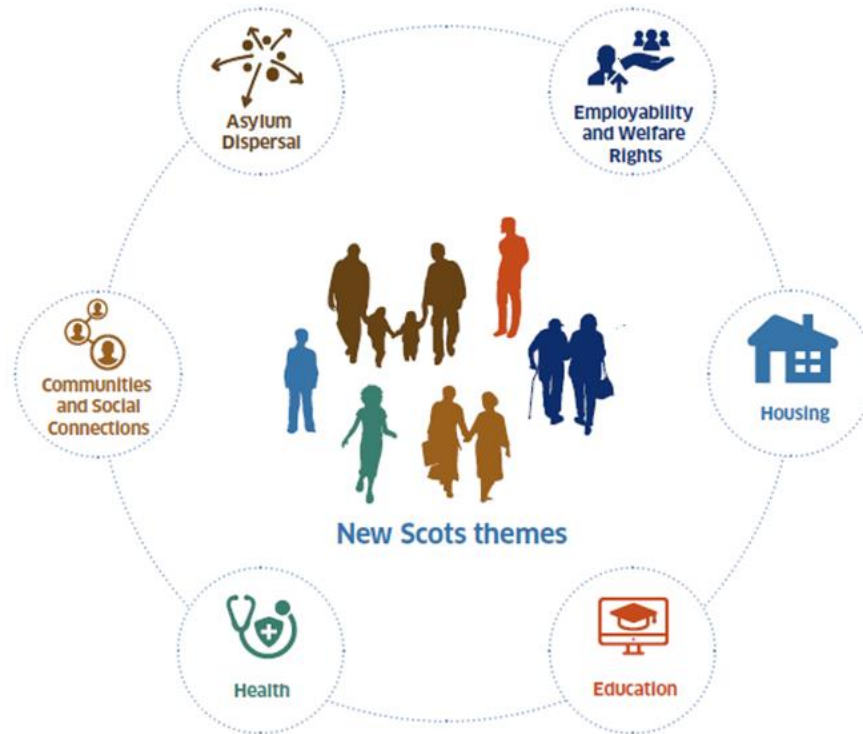 Asylum
Dispersal
Employability
and Welfare
Rights
Communities
and Social
Connections
Housing
New Scots themes
Health
Education